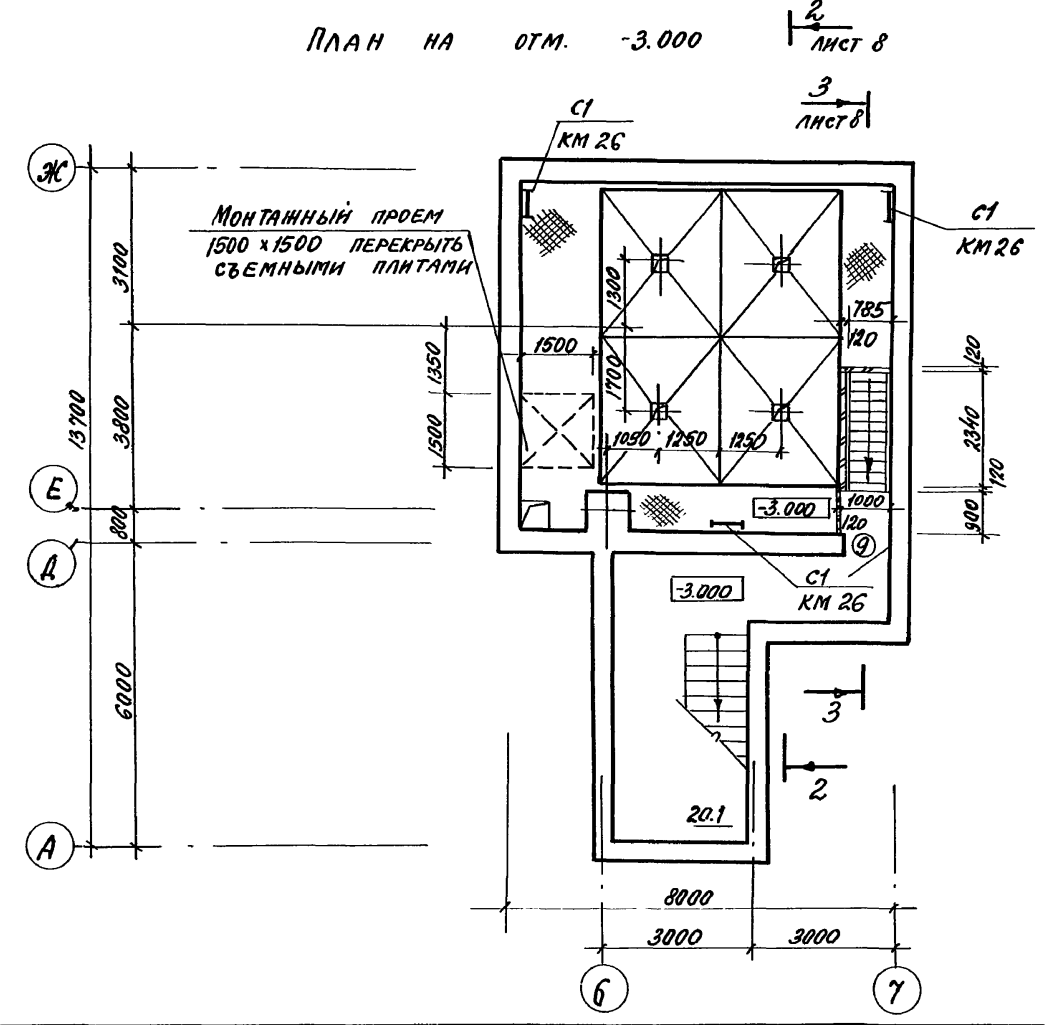 План на отм. -3.000
2
лист 8
3
лист 8
С1
КМ 26
Ж
Монтажный проем
1500 x 1500 перекрыть
съемными плитами
С1
КМ 26
3100
1300
785
120
1500
1350
1700
120
13700
3800
1500
2340
1050
1250
1250
120
Е
-3.000
1000
900
800
120
9
Д
С1
КМ 26
-3.000
6000
3
2
20.1
А
8000
3000
3000
6
7